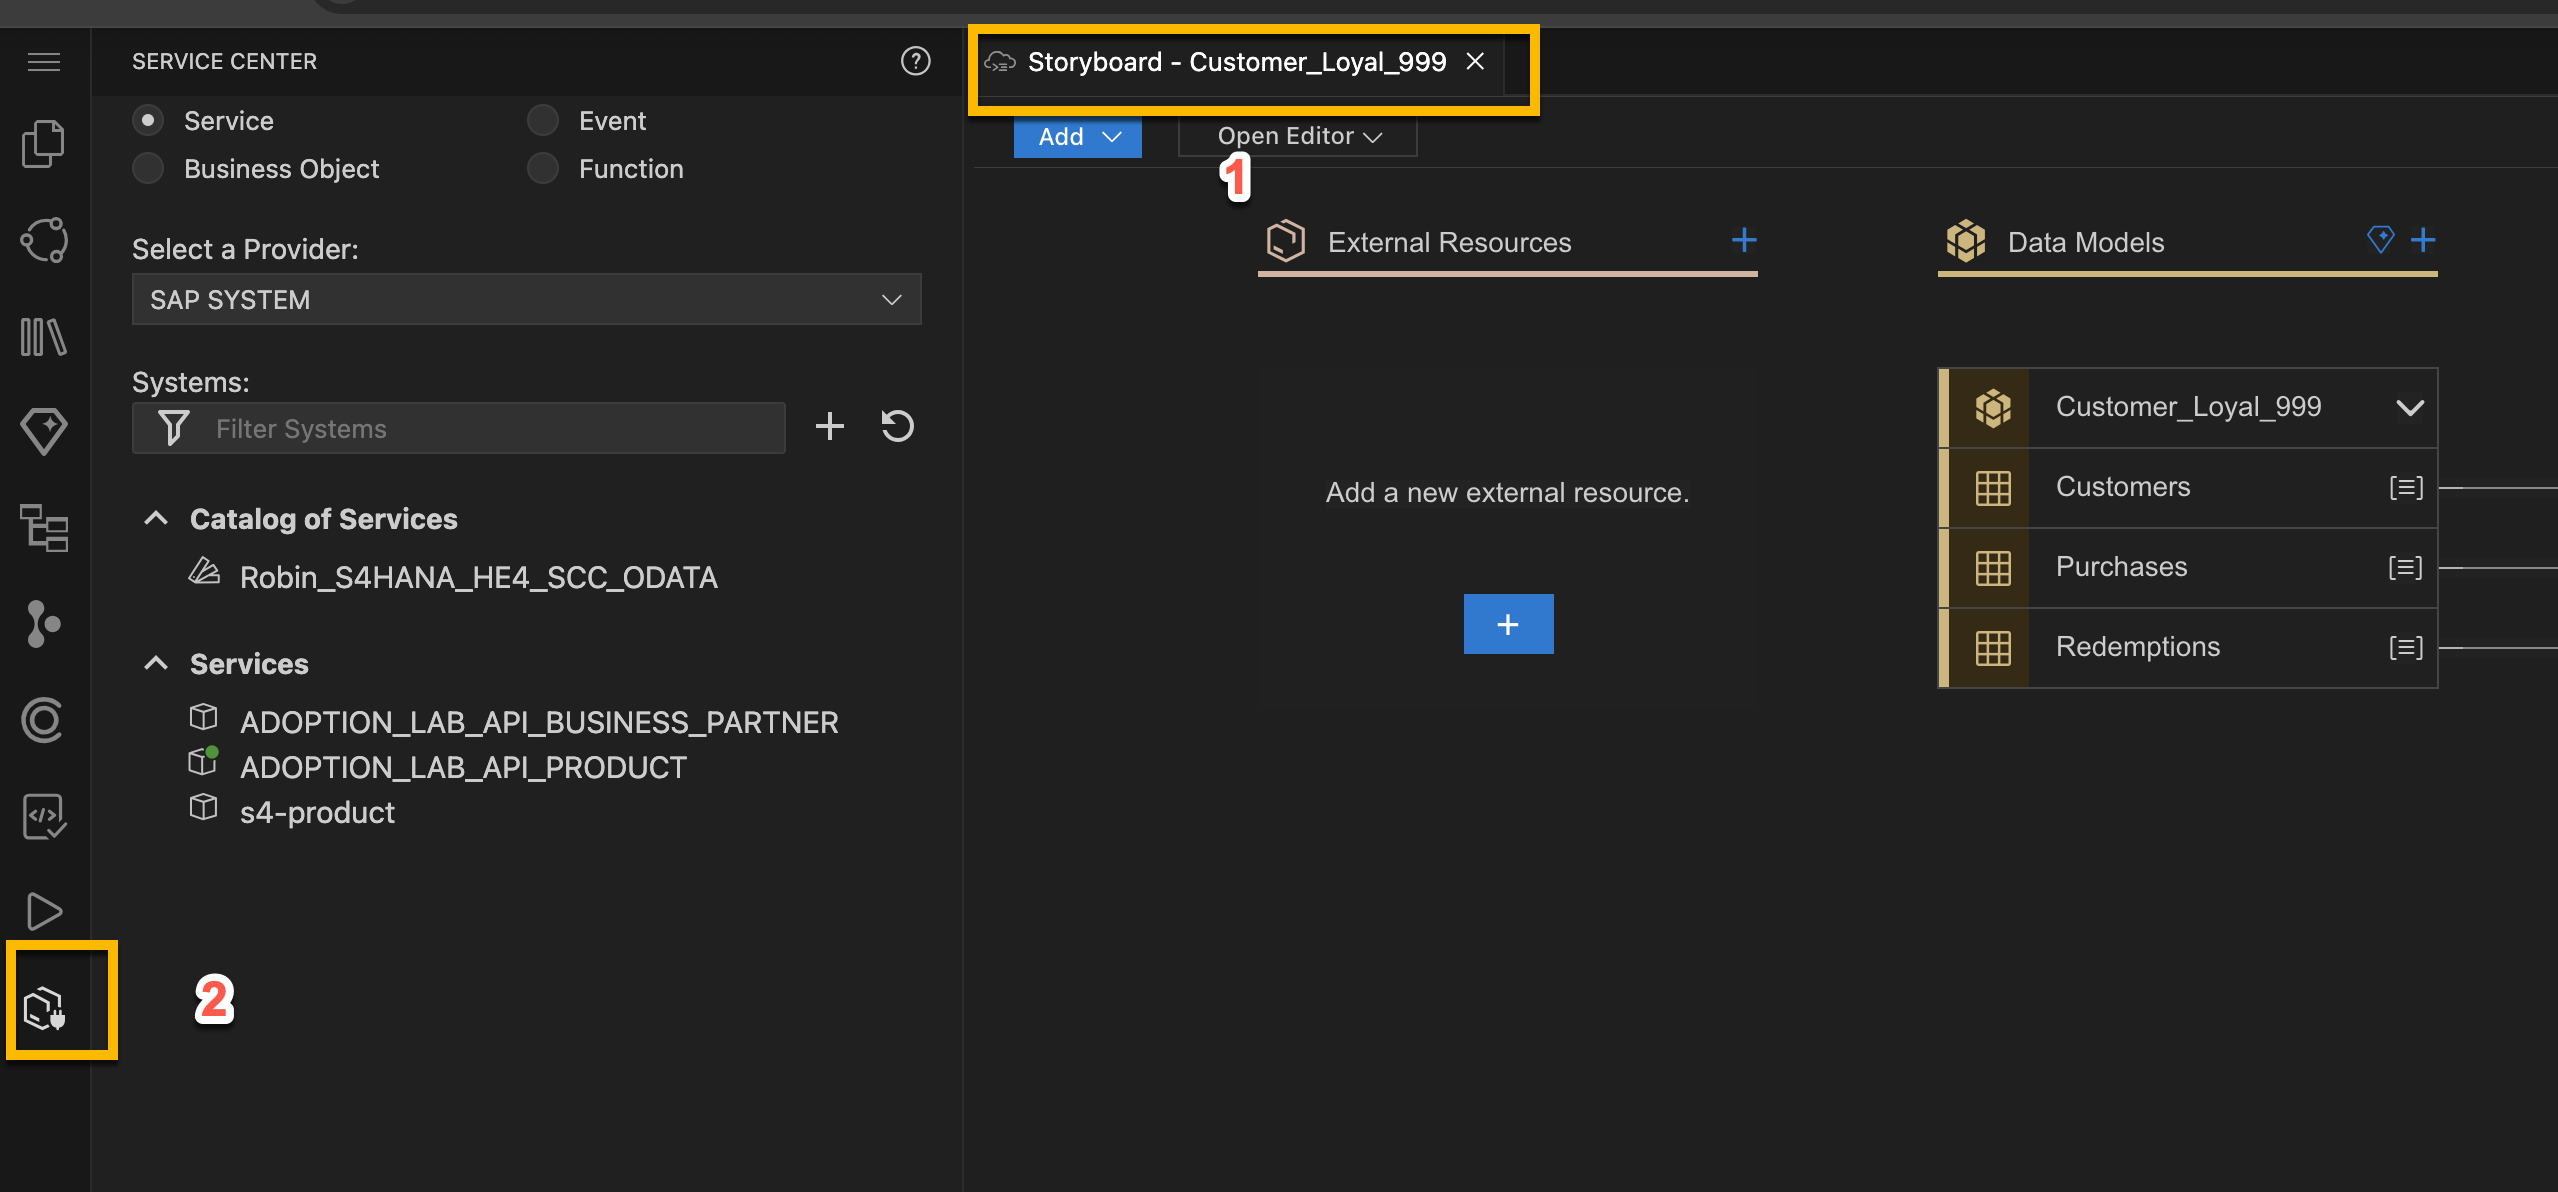 SERVICE CENTER
Service
Event
Business Object
Function
Select a Provider:
SAP SYSTEM
Systems:
Filter Systems
Catalog of Services
Robin_S4HANA_HE4_SCC_ODATA
Services
ADOPTION_LAB_API_BUSINESS_PARTNER
ADOPTION_LAB_API_PRODUCT
s4-product
2
Storyboard - Customer_Loyal_999
Add
Open Editor
1
External Resources
Add a new external resource.
Data Models
Customer_Loyal_999
Customers
Purchases
Redemptions